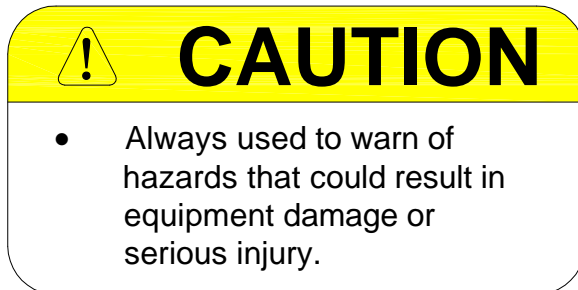 CAUTION
• Always used to warn of
hazards that could result in
equipment damage or
serious injury.